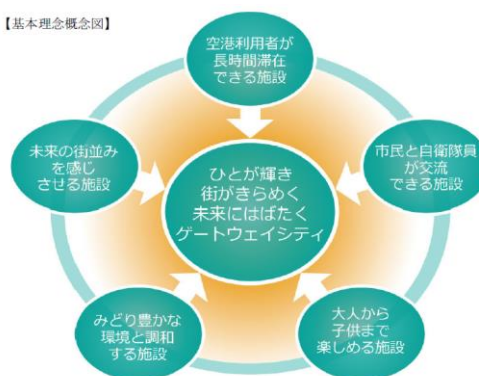 【基本理念概念図】
空港利用者が
長時間滞在
できる施設
未来の街並み
を感じ
させる施設
市民と自衛隊員
が交流
できる施設
ひとが輝き
街がきらめく
未来にはばたく
ゲートウェイシティ
みどり豊かな
環境と調和
する施設
大人から
子供まで
楽しめる施設